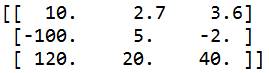 [[  10.     2.7    3.6]
[-100.     5.    -2. ]
[ 120.    20.    40. ]]